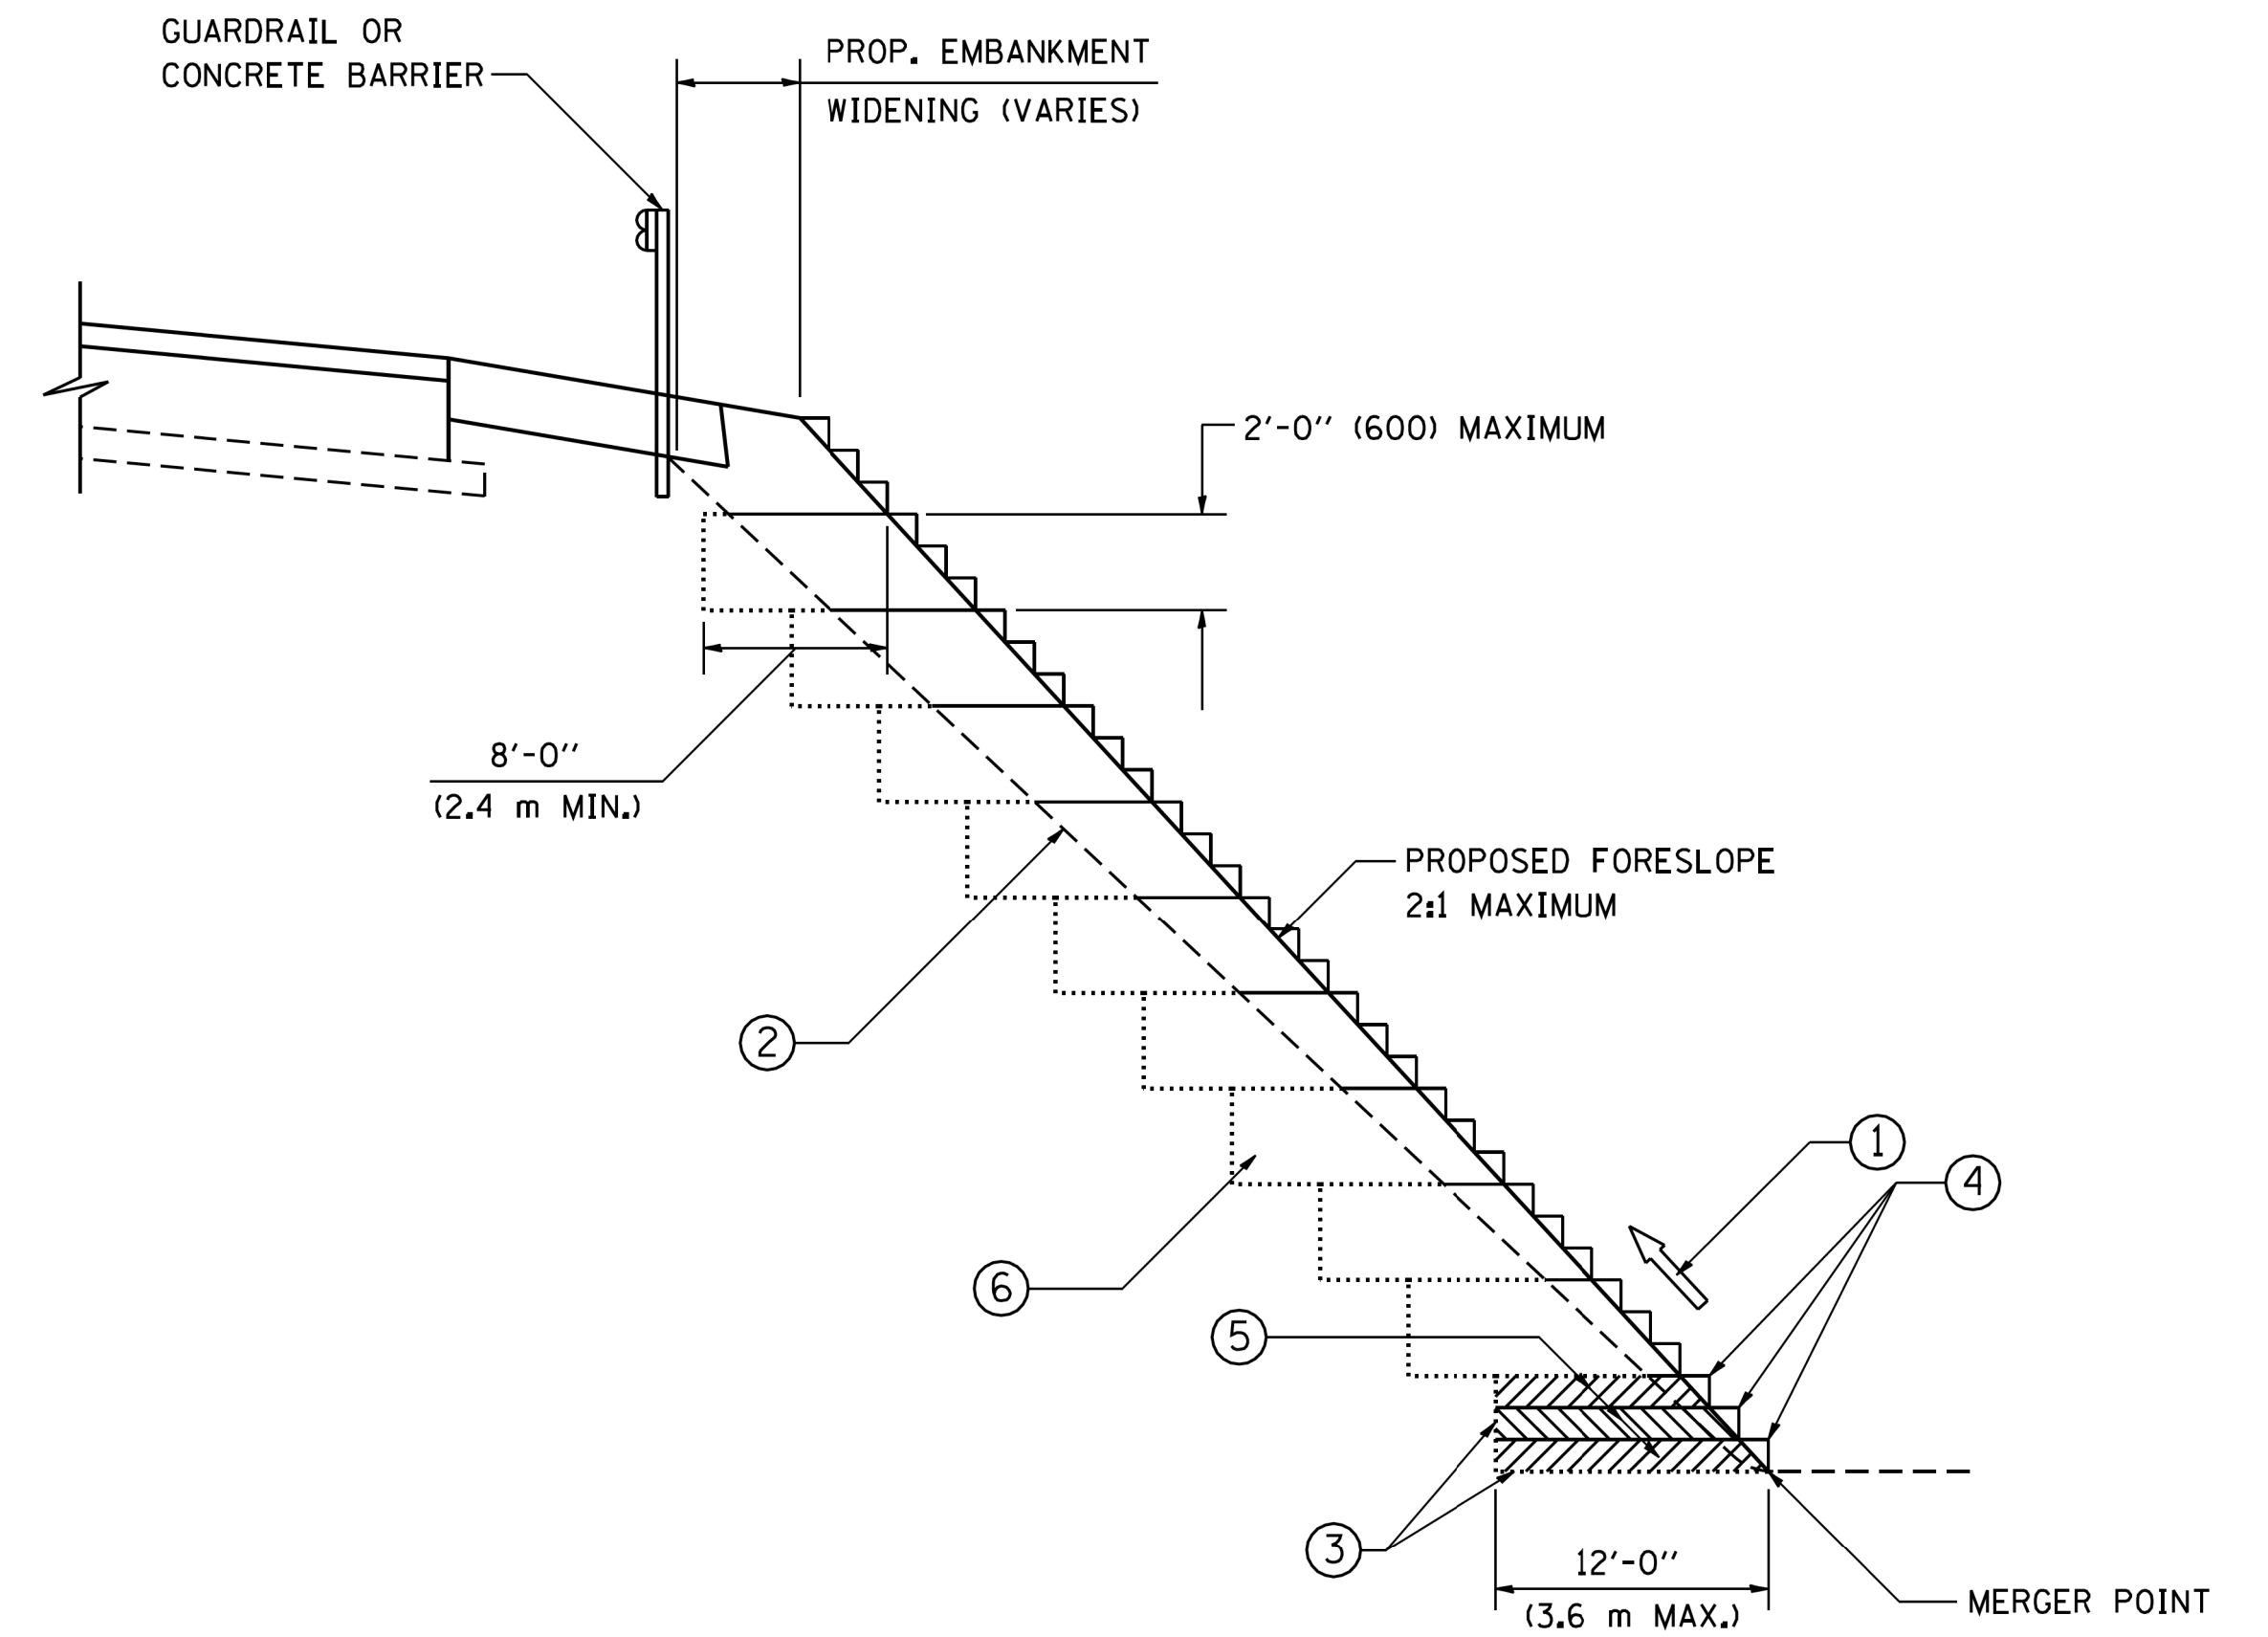 GUARDRAIL OR
CONCRETE BARRIER
PROP. EMBANKMENT
WIDENING (VARIES)
2'-0" (600) MAXIMUM
8'-0"
(2.4 m MIN.)
PROPOSED FORESLOPE
2:1 MAXIMUM
2
1
4
6
5
3
12'-0"
(3.6 m MAX.)
MERGER POINT